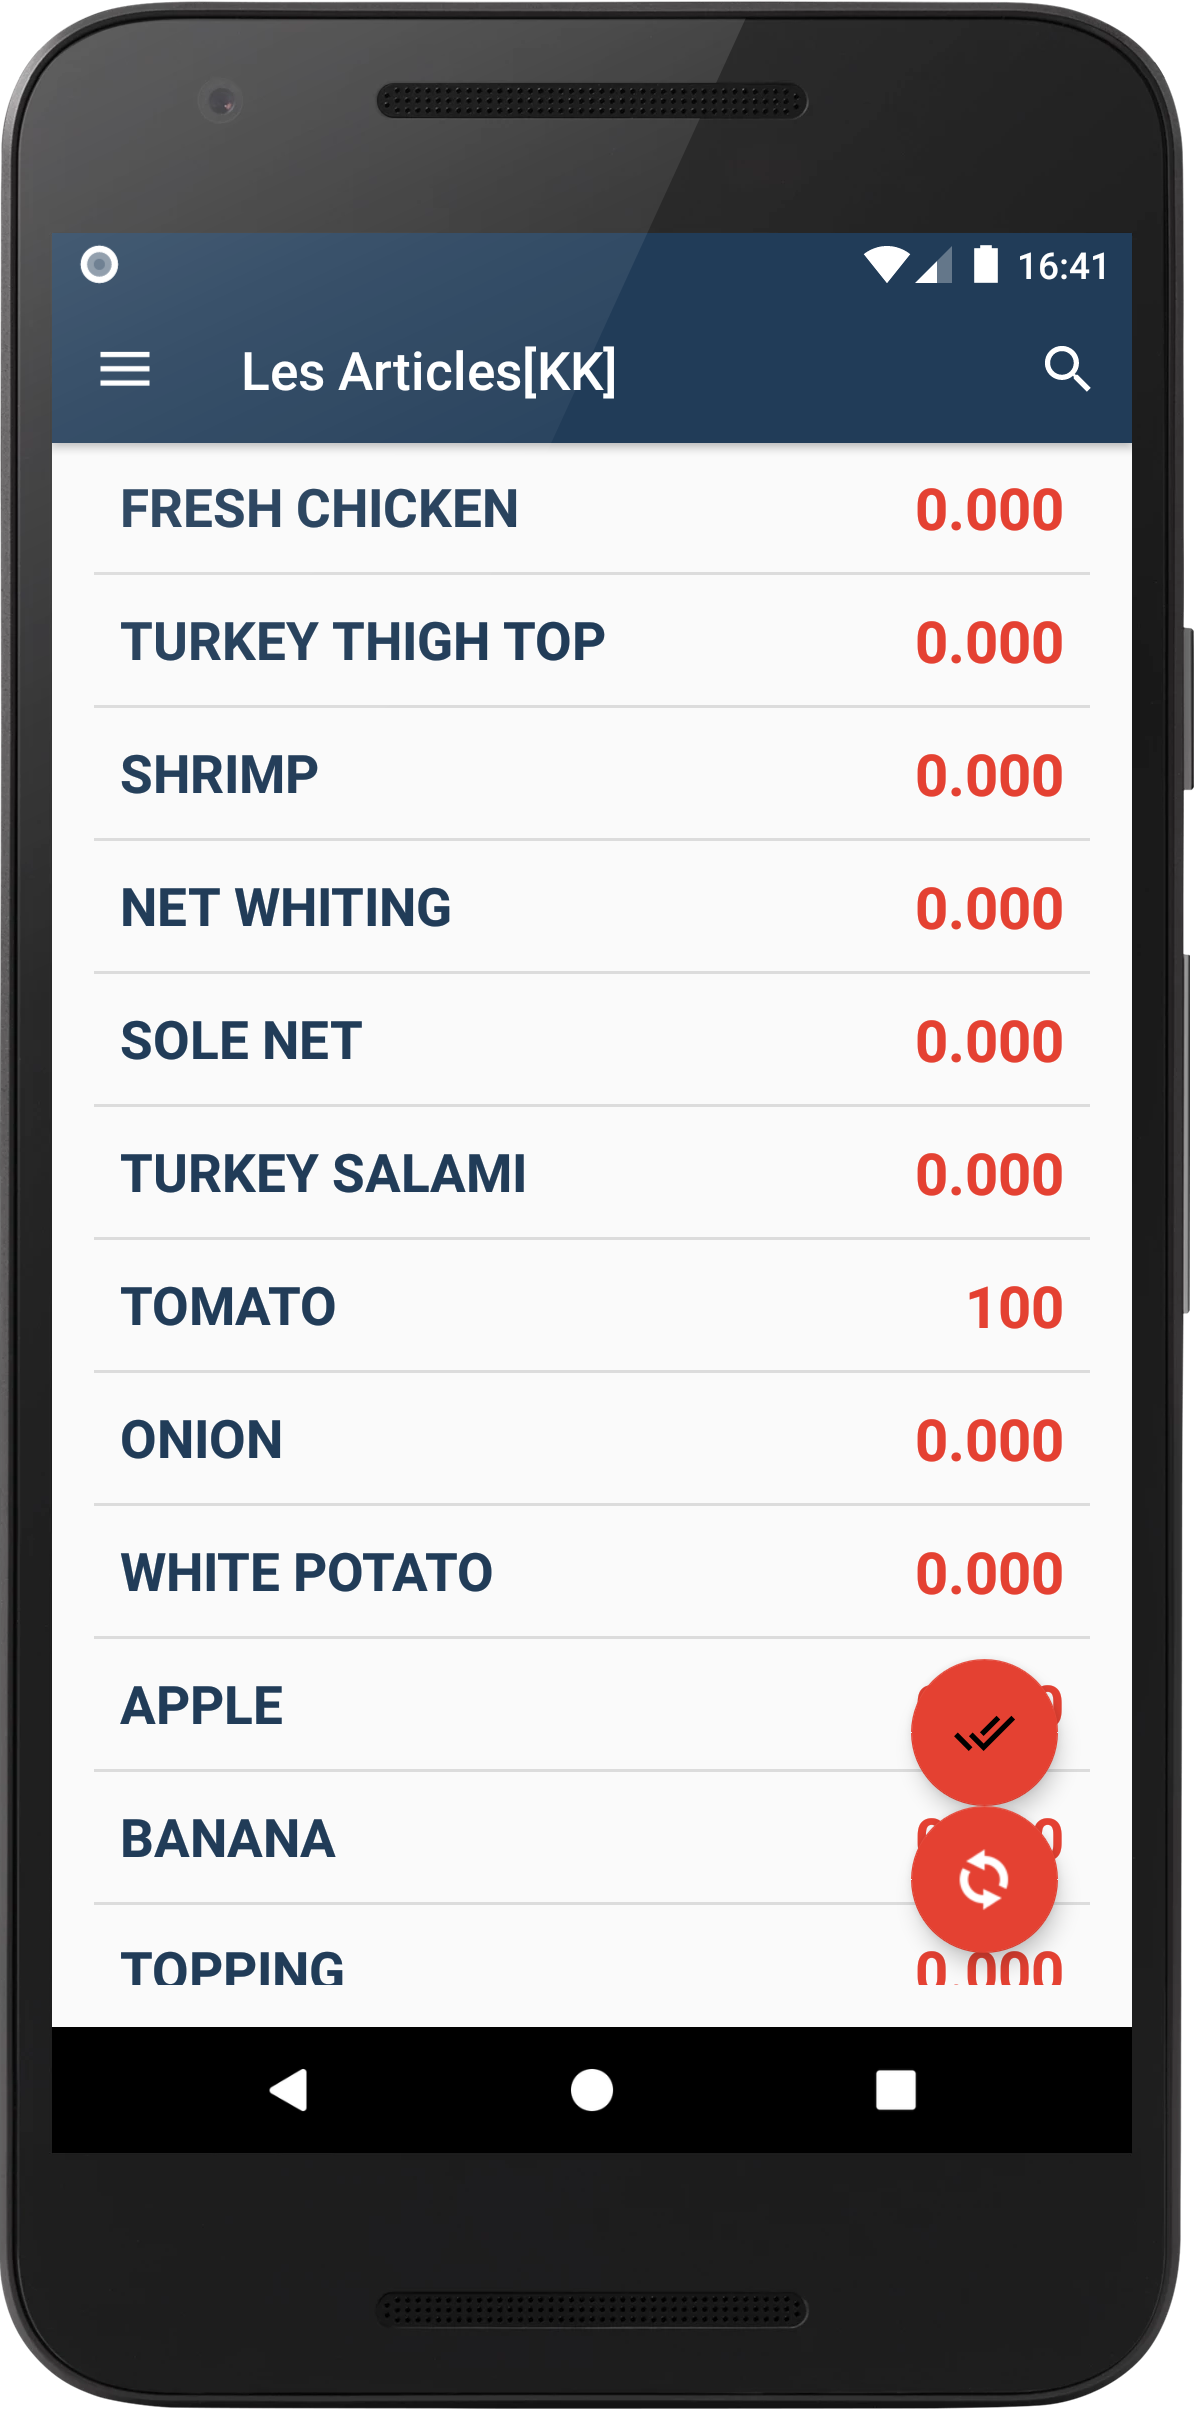 16:41
Les Articles[KK]
FRESH CHICKEN 0.000
TURKEY THIGH TOP 0.000
SHRIMP 0.000
NET WHITING 0.000
SOLE NET 0.000
TURKEY SALAMI 0.000
TOMATO 100
ONION 0.000
WHITE POTATO 0.000
APPLE
BANANA
TOPPING 0.000